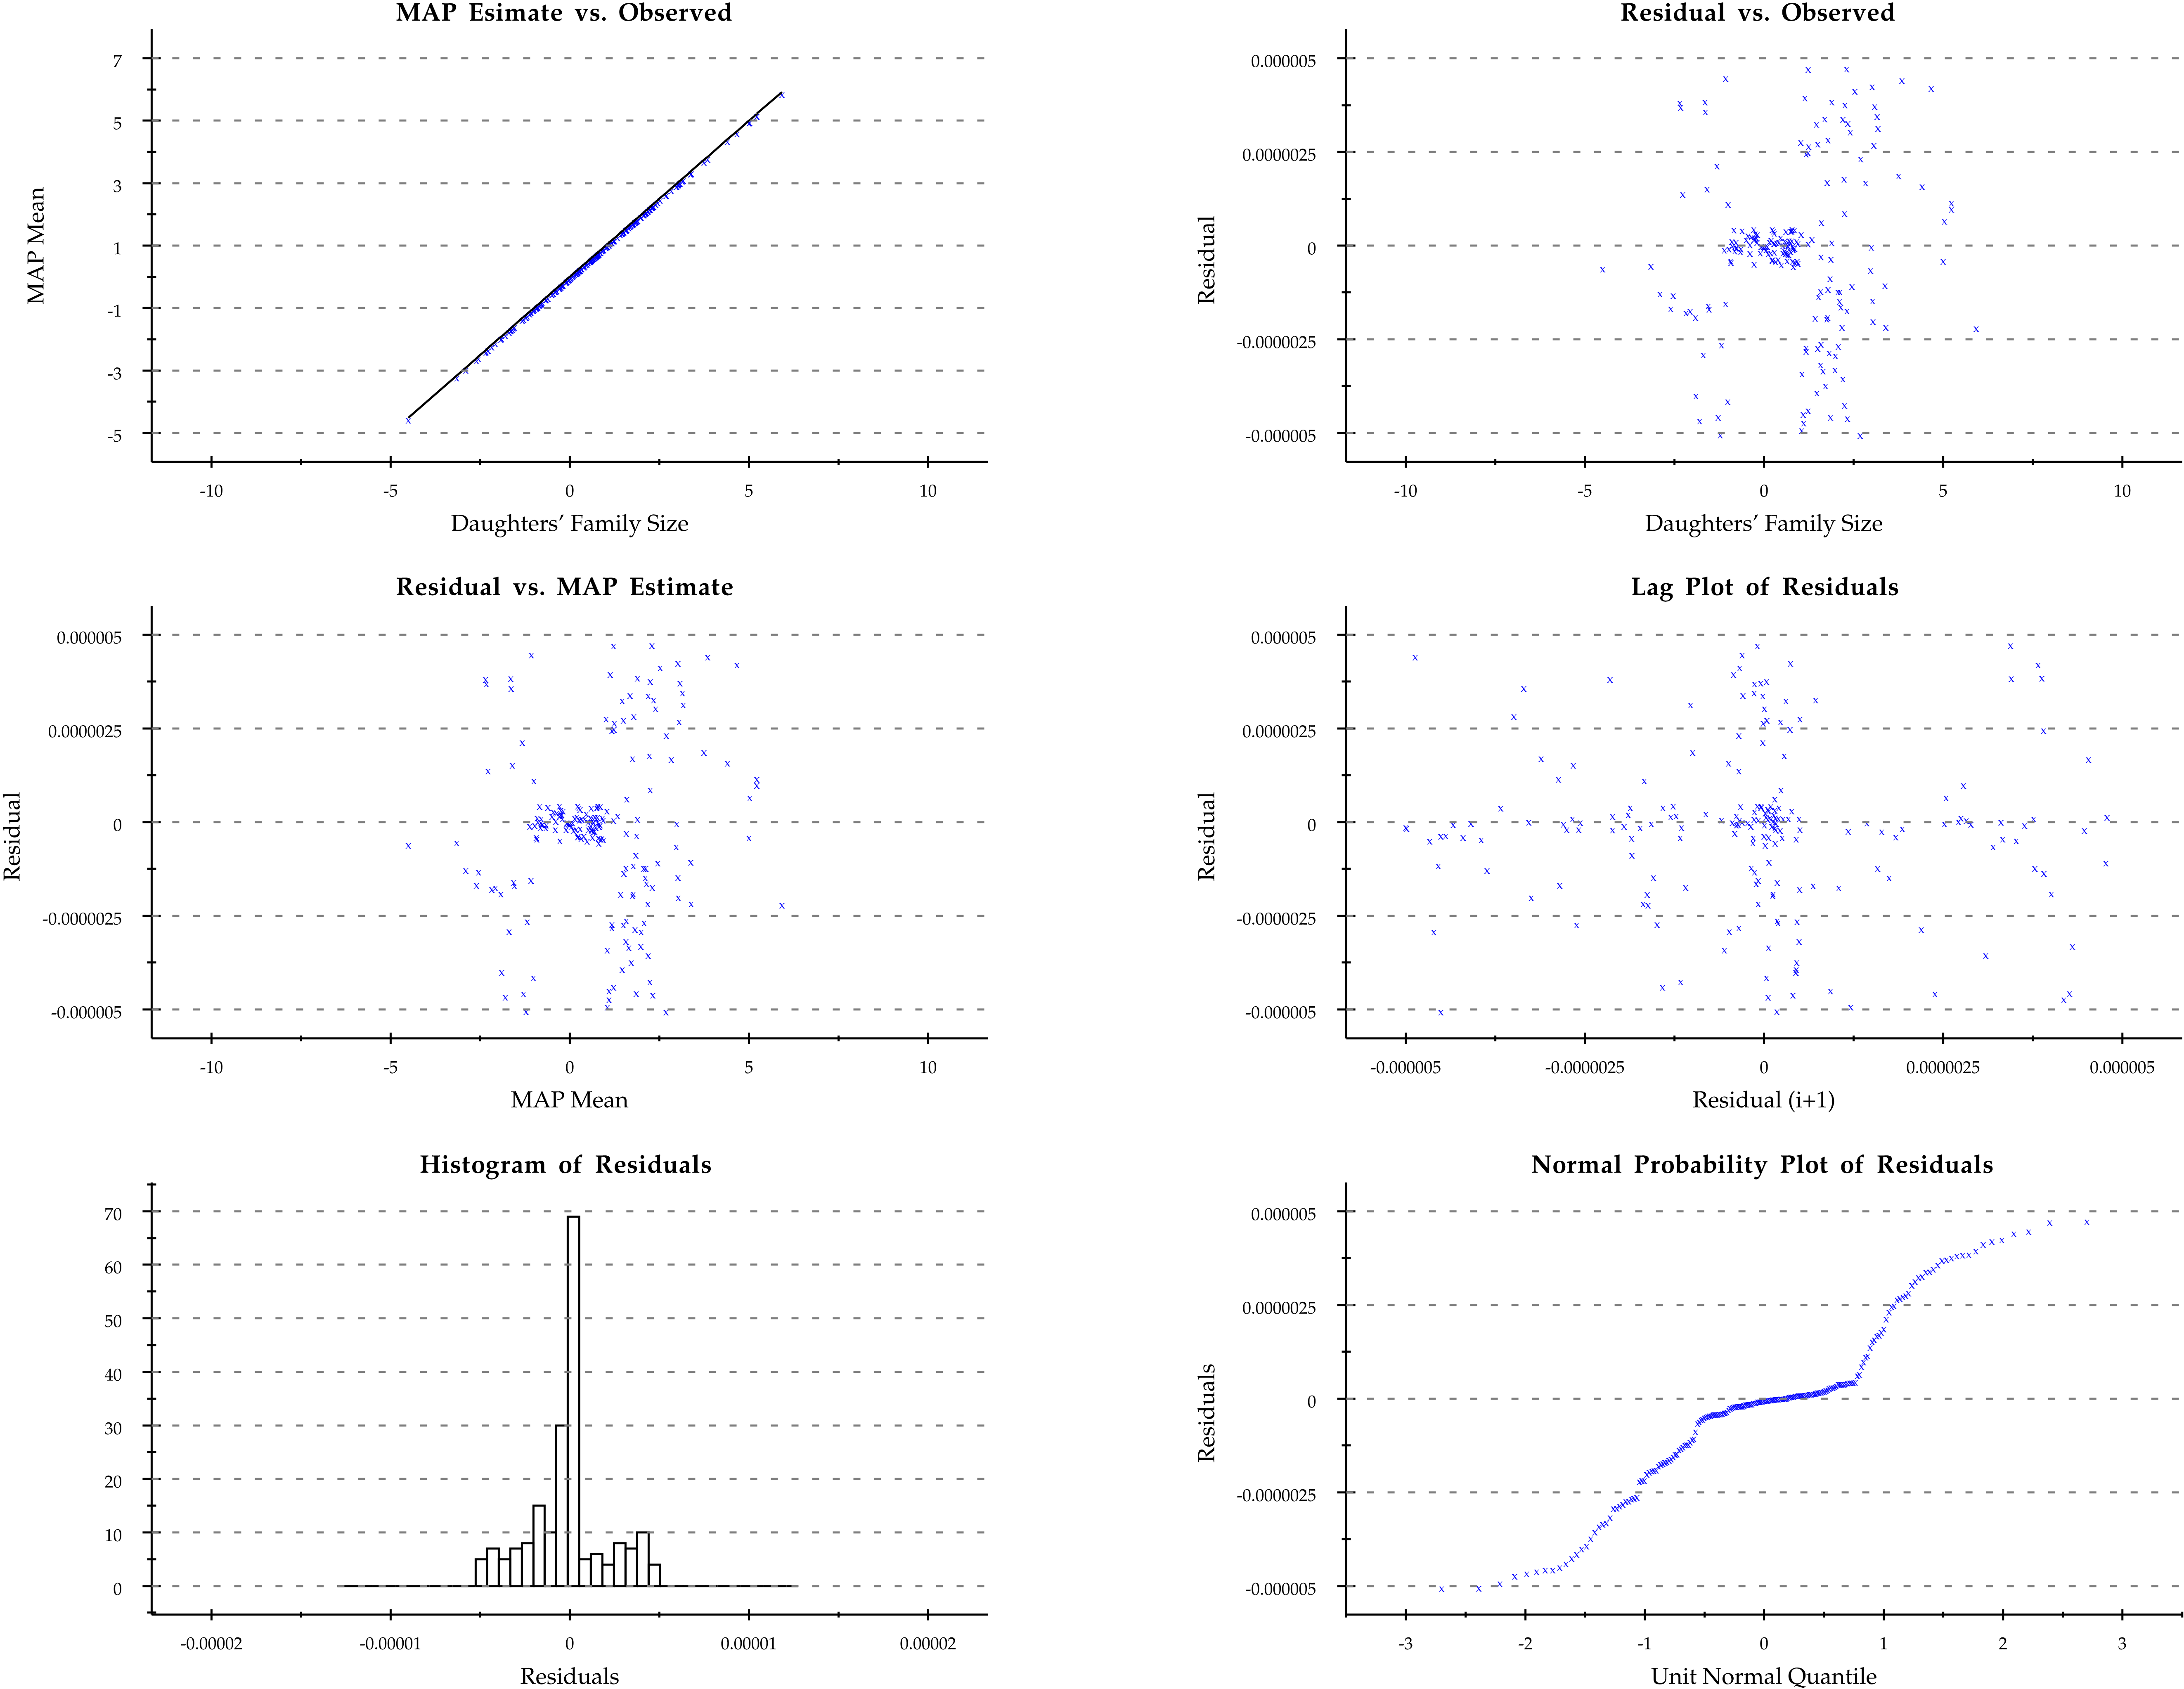 MAP Esimate vs. Observed
7
5
3
1
-1
-3
-5
MAP Mean
-10 -5 0 5 10
Daughters’ Family Size
Residual vs. Observed
0.000005
0.0000025
0
-0.0000025
-0.000005
Residual
-10 -5 0 5 10
Daughters’ Family Size
Residual vs. MAP Estimate
0.000005
0.0000025
0
-0.0000025
-0.000005
Residual
-10 -5 0 5 10
MAP Mean
Lag Plot of Residuals
0.000005
0.0000025
0
-0.0000025
-0.000005
Residual
-0.000005 -0.0000025 0 0.0000025 0.000005
Residual (i+1)
Histogram of Residuals
70
60
50
40
30
20
10
0
-0.00002 -0.00001 0 0.00001 0.00002
Residuals
Normal Probability Plot of Residuals
0.000005
0.0000025
0
-0.0000025
-0.000005
Residuals
-3 -2 -1 0 1 2 3
Unit Normal Quantile